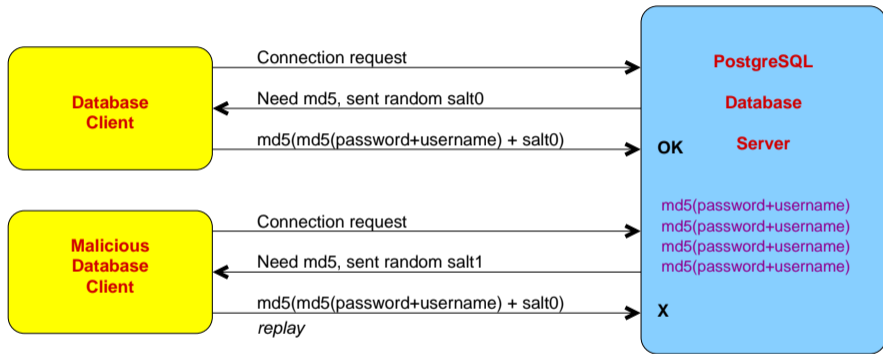 Connection request
PostgreSQL
Database
Client
Need md5, sent random salt0
Database
md5(md5(password+username) + salt0)
OK
Server
md5(password+username)
md5(password+username)
md5(password+username)
md5(password+username)
Malicious
Database
Client
Connection request
Need md5, sent random salt1
md5(md5(password+username) + salt0)
replay
X